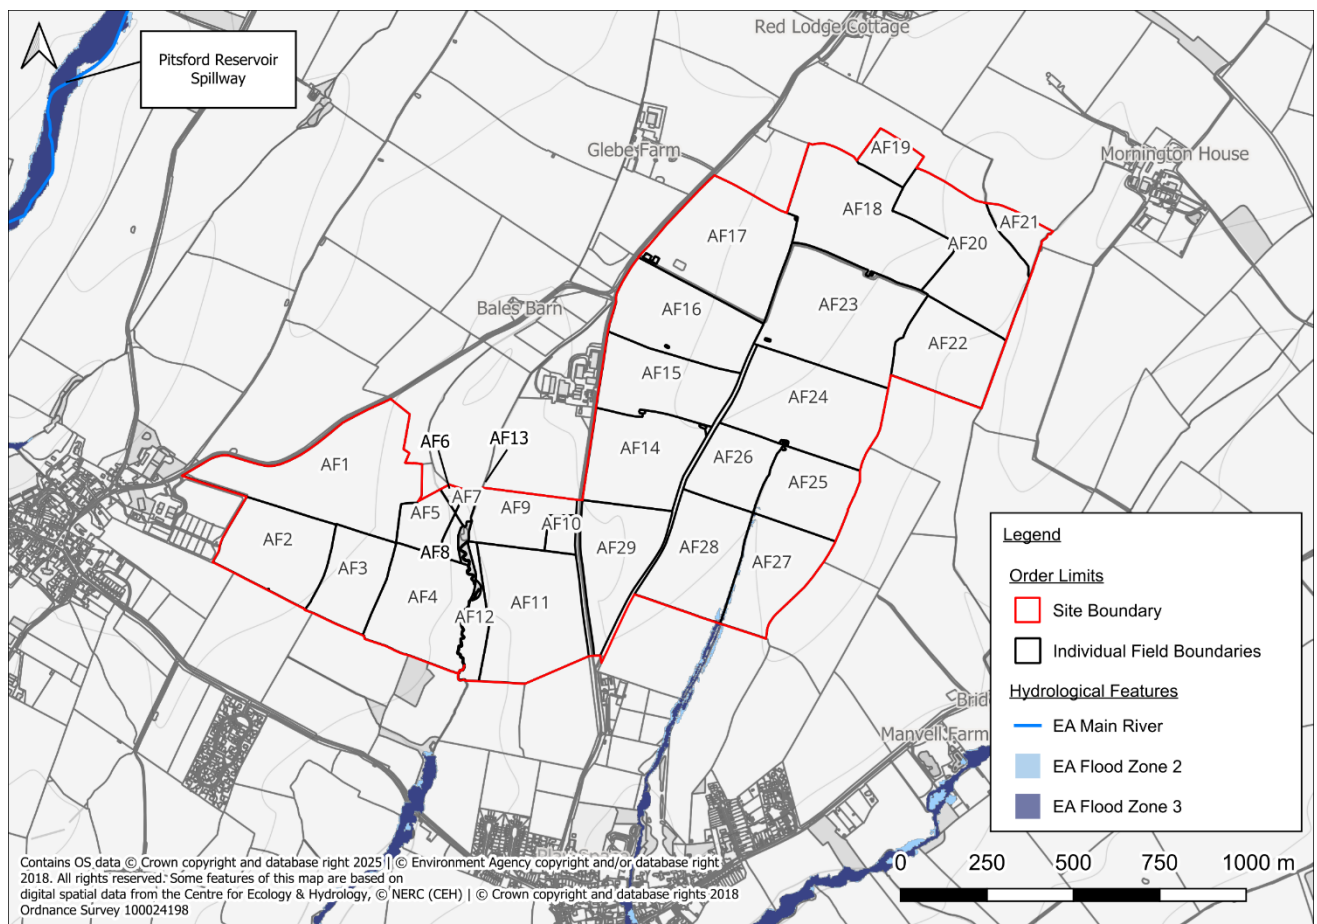 Red Lodge Cottage
Pitsford Reservoir
Spillway
Glebe Farm
Mornington House
AF19
AF18
AF21
AF17
AF20
Bales Barn
AF23
AF16
AF22
AF15
AF24
AF6
AF13
AF1
AF14
AF26
AF25
AF7
AF5
AF9
AF10
AF2
AF29
AF8
AF3
AF28
AF27
AF4
AF11
AF12
Manvell Farm
Legend
Order Limits
Site Boundary
Individual Field Boundaries
Hydrological Features
EA Main River
EA Flood Zone 2
EA Flood Zone 3
0 250 500 750 1000 m
Contains OS data © Crown copyright and database right 2025 | © Environment Agency copyright and/or database right
2018. All rights reserved. Some features of this map are based on
digital spatial data from the Centre for Ecology & Hydrology, © NERC (CEH) | © Crown copyright and database rights 2018
Ordnance Survey 100024198